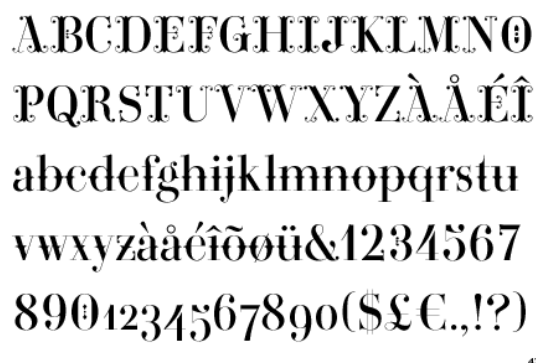 ABCDEFGHIJKLMNO
PQRSTUVWXYZÀÅÉÎ
abcdefghijklmnopqrstu
vwxyzàåéîõøü&1234567
8901234567890($£€.,!?)